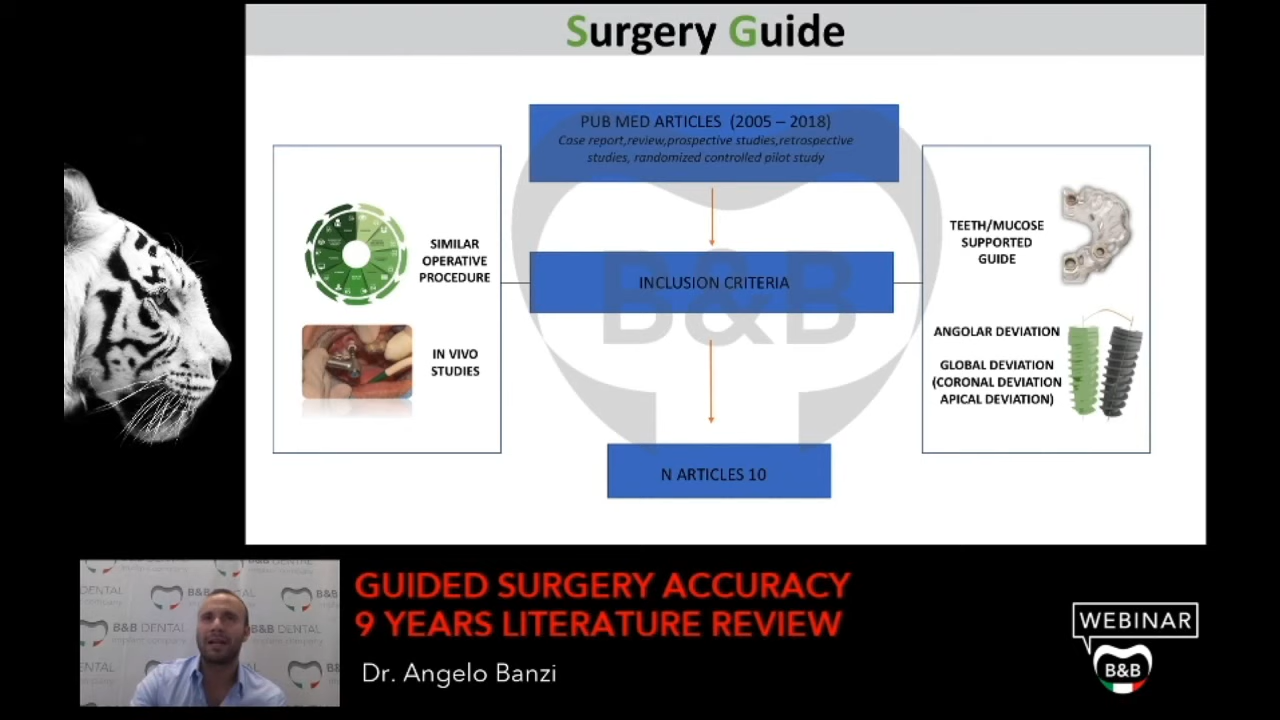 Surgery Guide
PUB MED ARTICLES (2005 – 2018)
Case report,review,prospective studies,retrospective
studies, randomized controlled pilot study
SIMILAR
OPERATIVE
PROCEDURE
IN VIVO
STUDIES
INCLUSION CRITERIA
B&B
TEETH/MUCOSE
SUPPORTED
GUIDE
ANGOLAR DEVIATION
GLOBAL DEVIATION
(CORONAL DEVIATION
APICAL DEVIATION)
N ARTICLES 10
B&B DENTAL
implant company
GUIDED SURGERY ACCURACY
9 YEARS LITERATURE REVIEW
Dr. Angelo Banzi
WEBINAR
B&B